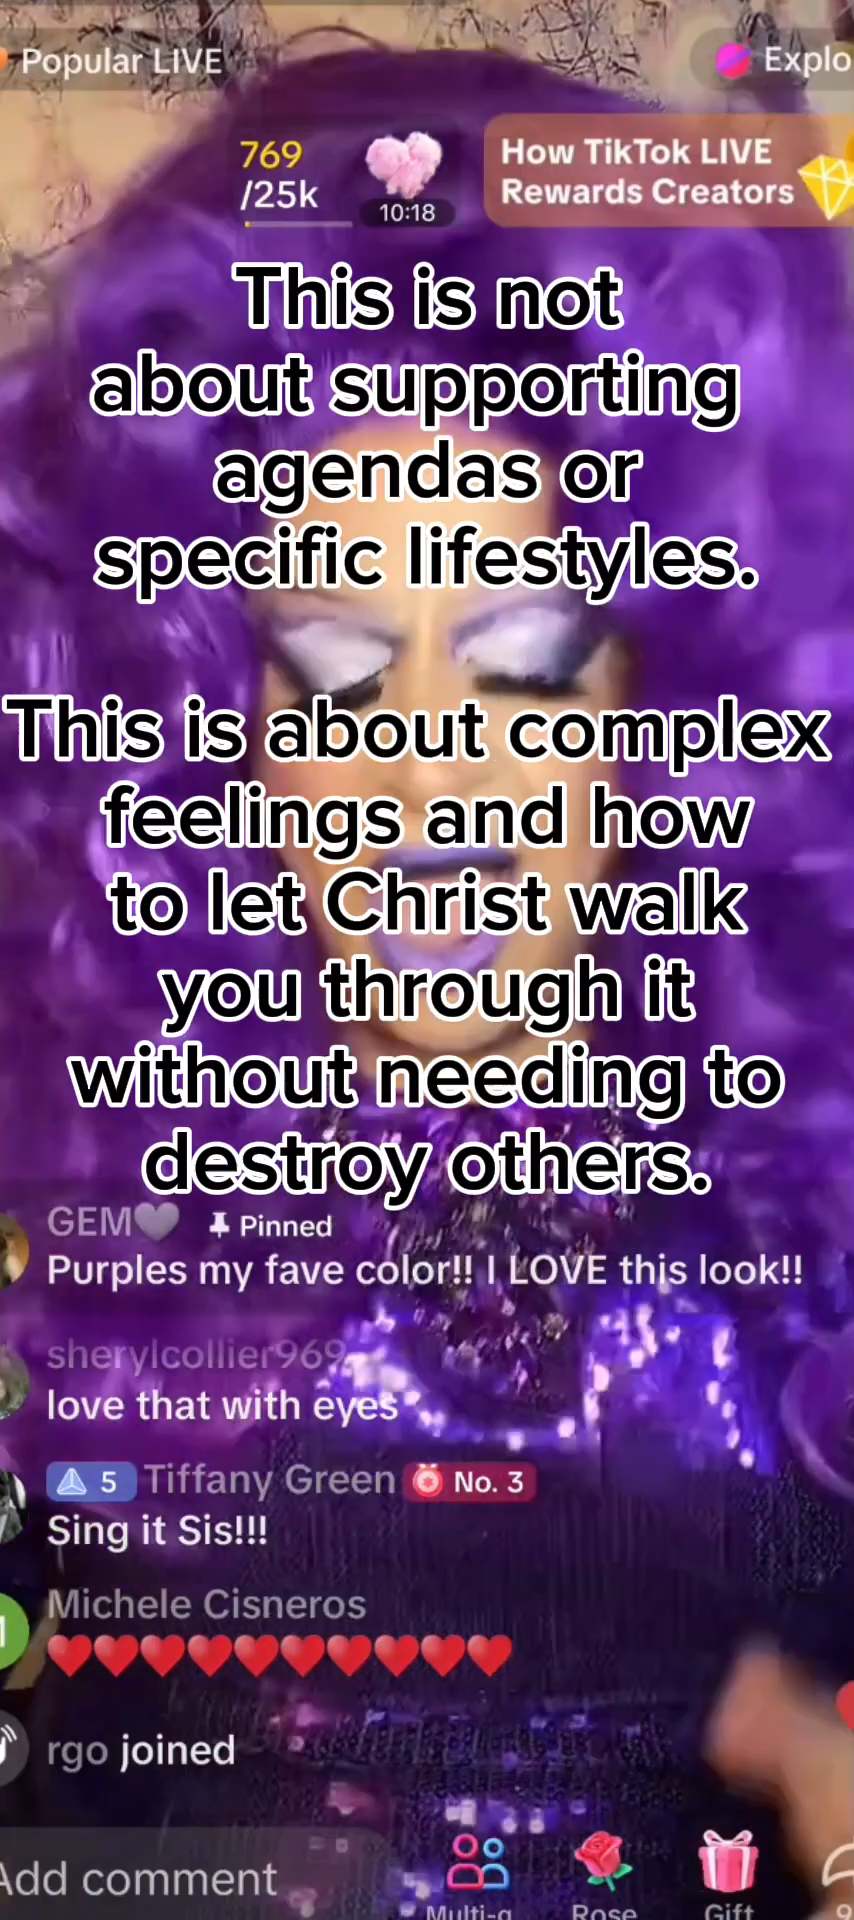 Popular LIVE
Explo
769
/25k
10:18
How TikTok LIVE
Rewards Creators
This is not
about supporting
agendas or
specific lifestyles.
This is about complex
feelings and how
to let Christ walk
you through it
without needing to
destroy others.
GEM🩶 Pinned
Purples my fave color!! I LOVE this look!!
sherylcollier969
love that with eyes
5 Tiffany Green No. 3
Sing it Sis!!!
Michele Cisneros
♥️♥️♥️♥️♥️♥️♥️♥️♥️♥️
rgo joined
Add comment
Multi-g
Rose
Gift